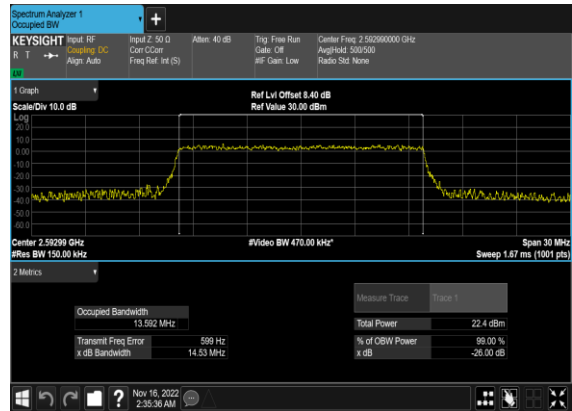 Spectrum Analyzer 1
Occupied BW
+
KEYSIGHT
R T
LV
Input: RF
Coupling: DC
Align: Auto
Input Z: 50 Ω
Corr CCorr
Freq Ref: Int (S)
Atten: 40 dB
Trig: Free Run
Gate: Off
#IF Gain: Low
Center Freq: 2.592990000 GHz
Avg|Hold: 500/500
Radio Std: None
1 Graph
Scale/Div 10.0 dB
Ref Lvl Offset 8.40 dB
Ref Value 30.00 dBm
Log
20.0
10.0
0.00
-10.0
-20.0
-30.0
-40.0
-50.0
-60.0
Center 2.59299 GHz
#Res BW 150.00 kHz
#Video BW 470.00 kHz*
Span 30 MHz
Sweep 1.67 ms (1001 pts)
2 Metrics
Measure Trace Trace 1
Occupied Bandwidth
13.592 MHz
Total Power 22.4 dBm
Transmit Freq Error 599 Hz
% of OBW Power 99.00 %
x dB Bandwidth 14.53 MHz
x dB -26.00 dB
?
Nov 16, 2022
2:35:36 AM